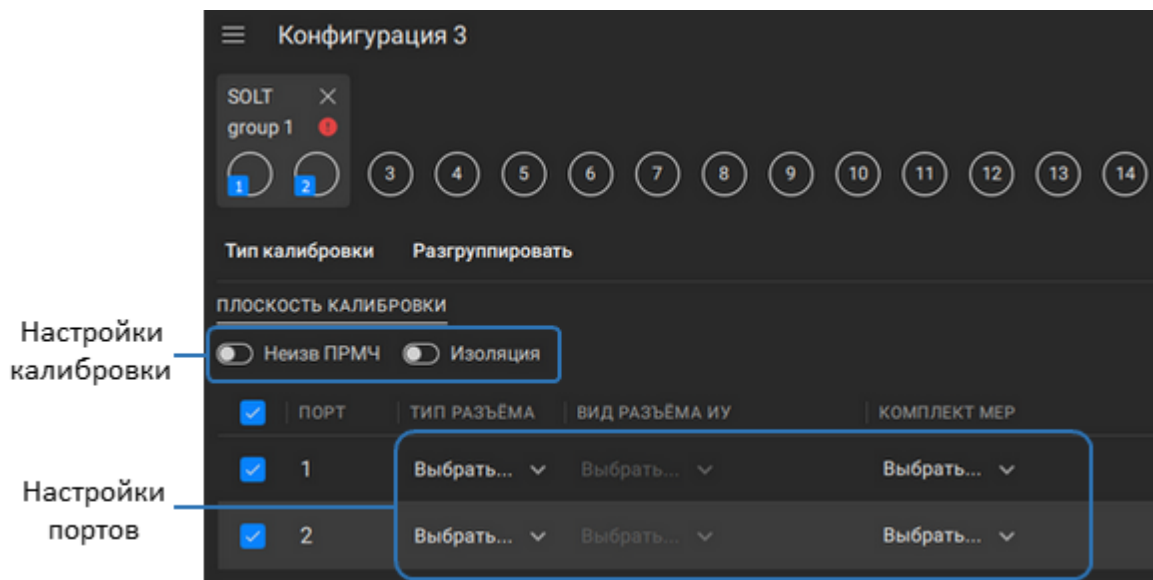 Конфигурация 3
SOLT
group 1
1 2 3 4 5 6 7 8 9 10 11 12 13 14
Тип калибровки Разгруппировать
ПЛОСКОСТЬ КАЛИБРОВКИ
Настройки
калибровки
Неизв ПРМЧ Изоляция
ПОРТ ТИП РАЗЪЁМА ВИД РАЗЪЁМА ИУ КОМПЛЕКТ МЕР
1 Выбрать... Выбрать... Выбрать...
Настройки
портов
2 Выбрать... Выбрать... Выбрать...